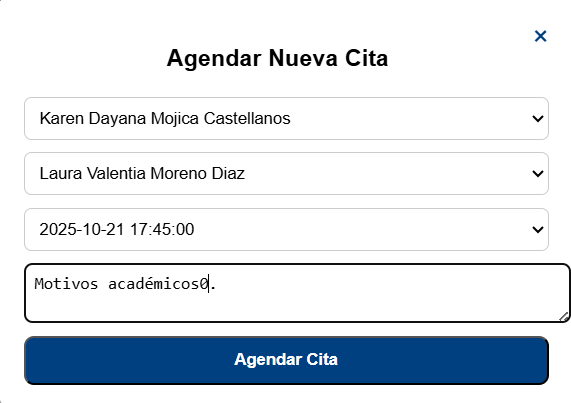 ×
Agendar Nueva Cita
Karen Dayana Mojica Castellanos
Laura Valentia Moreno Diaz
2025-10-21 17:45:00
Motivos académicos0.
Agendar Cita